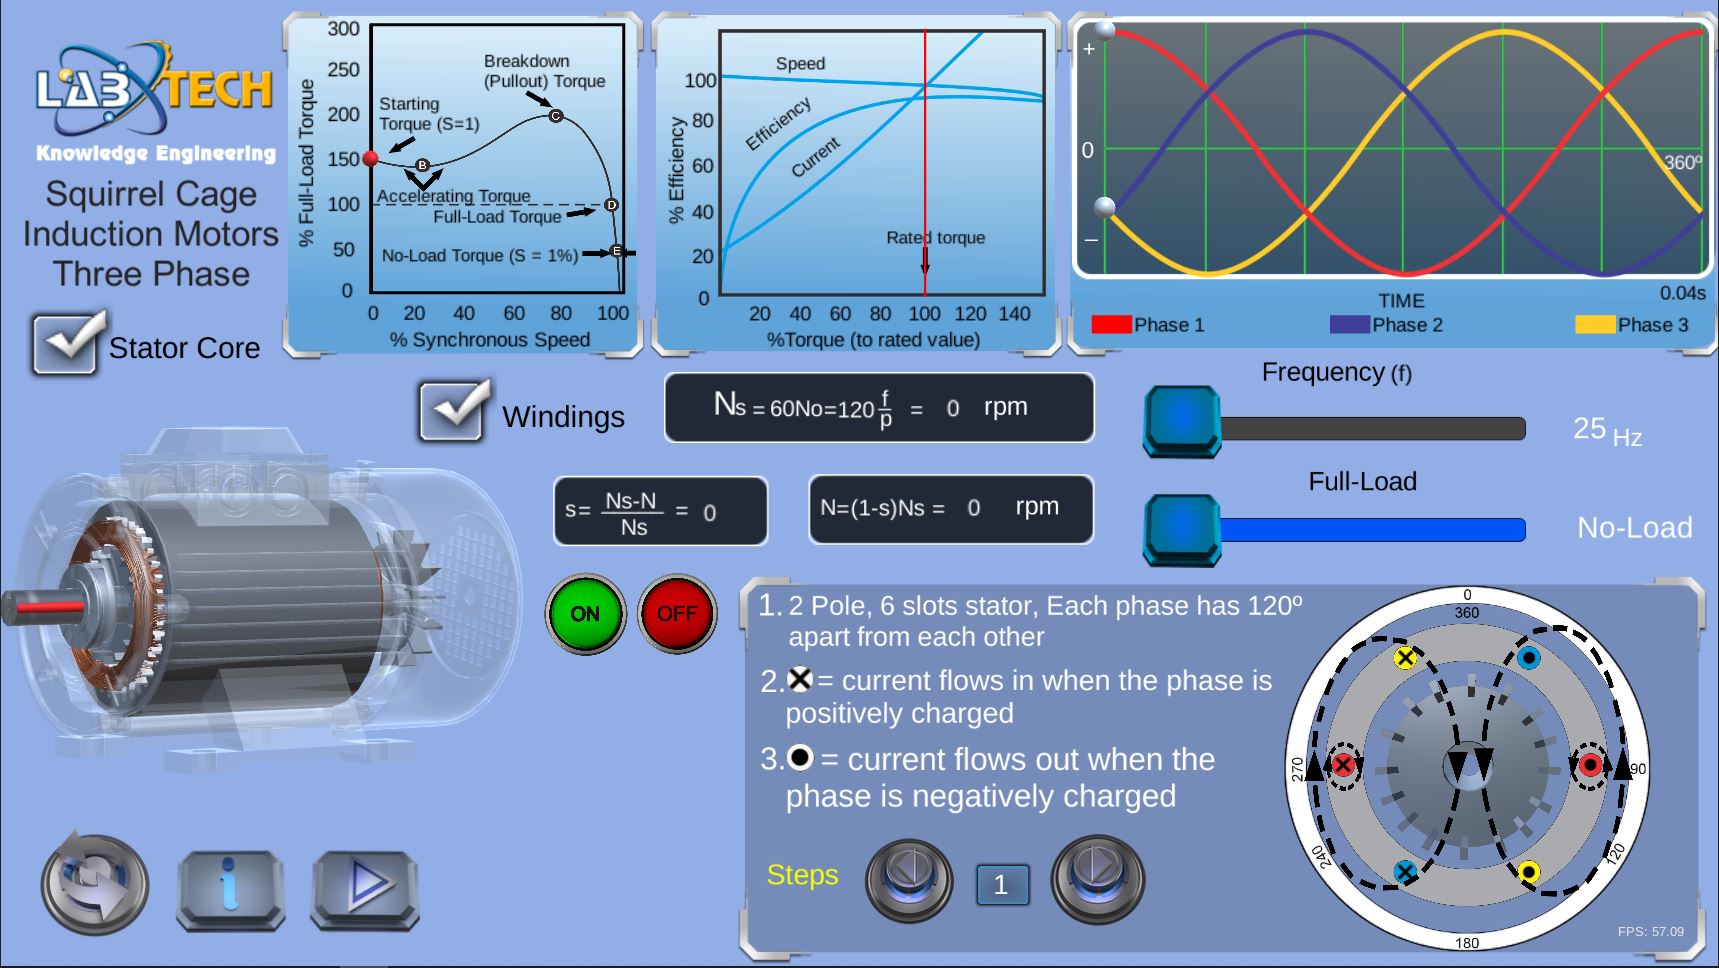 LABXTECH
Knowledge Engineering
Squirrel Cage
Induction Motors
Three Phase
Stator Core
Windings
% Full-Load Torque
300
250
200
150
100
50
0
Breakdown
(Pullout) Torque
Starting
Torque (S=1)
C
B
Accelerating Torque
D
Full-Load Torque
No-Load Torque (S = 1%)
E
0 20 40 60 80 100
% Synchronous Speed
% Efficiency
100
80
60
40
20
0
Speed
Efficiency
Current
Rated torque
20 40 60 80 100 120 140
%Torque (to rated value)
+
0
–
360º
TIME
0.04s
Phase 1
Phase 2
Phase 3
Ns = 60No=120 f/p = 0 rpm
s= Ns-N/Ns = 0
N=(1-s)Ns = 0 rpm
Frequency (f)
25 Hz
Full-Load
No-Load
ON
OFF
1. 2 Pole, 6 slots stator, Each phase has 120º
apart from each other
2. = current flows in when the phase is
positively charged
3. = current flows out when the
phase is negatively charged
Steps
1
i
0
360
270
90
240
120
180
FPS: 57.09